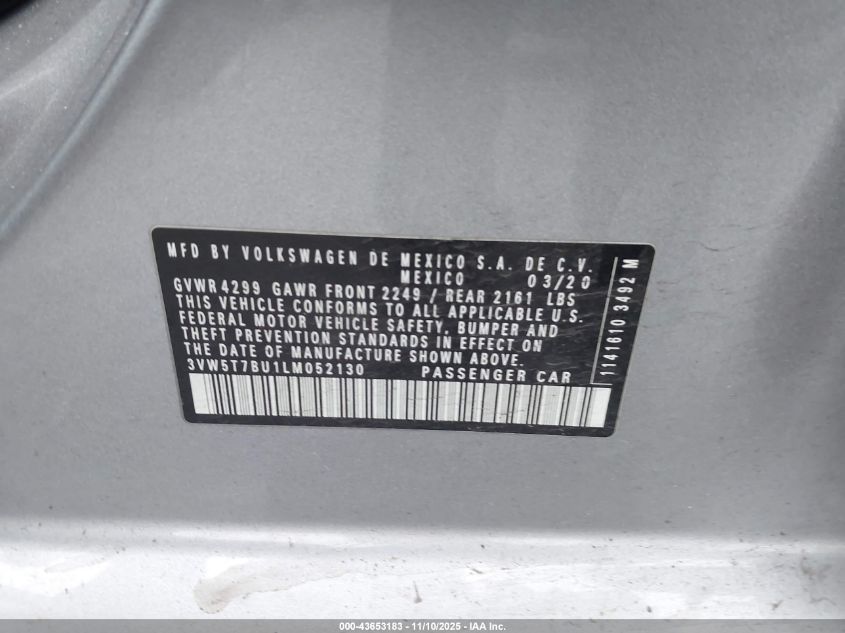 MFD BY VOLKSWAGEN DE MEXICO S.A. DE C.V.
MEXICO 03/20
GVWR 4299 GAWR FRONT 2249 / REAR 2161 LBS
THIS VEHICLE CONFORMS TO ALL APPLICABLE U.S.
FEDERAL MOTOR VEHICLE SAFETY, BUMPER AND
THEFT PREVENTION STANDARDS IN EFFECT ON
THE DATE OF MANUFACTURE SHOWN ABOVE.
3VW5T7BU1LM052130 PASSENGER CAR
1141610 3492 M
000-43653183 - 11/10/2025 - IAA Inc.